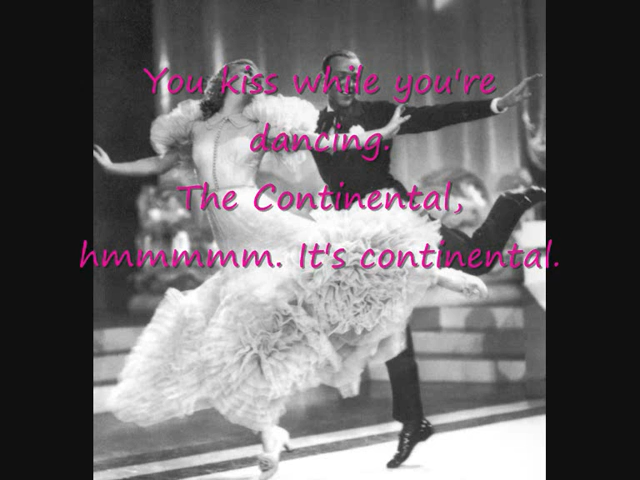 You kiss while you're
dancing.
The Continental,
hmmmmm. It's continental.